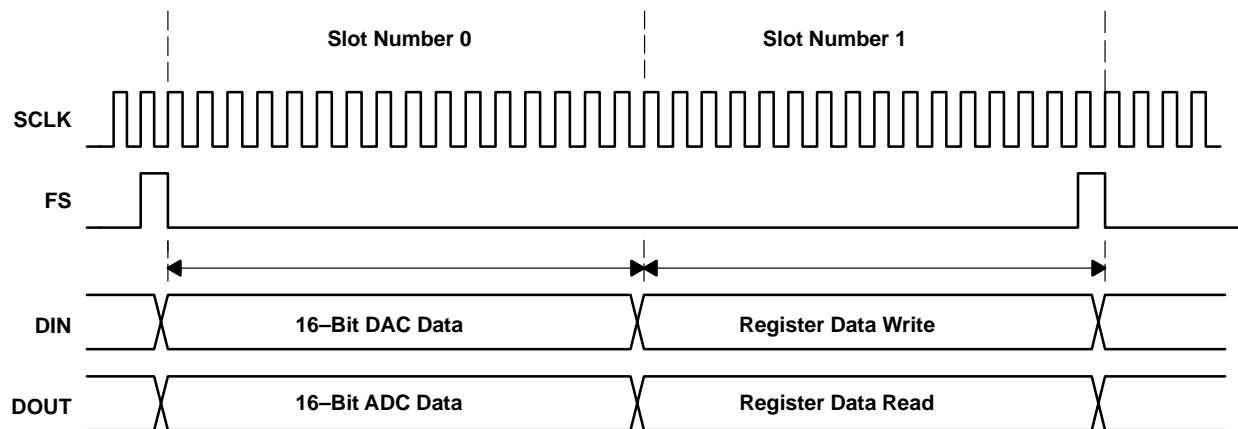 Slot Number 0 Slot Number 1
SCLK
FS
DIN 16–Bit DAC Data Register Data Write
DOUT 16–Bit ADC Data Register Data Read